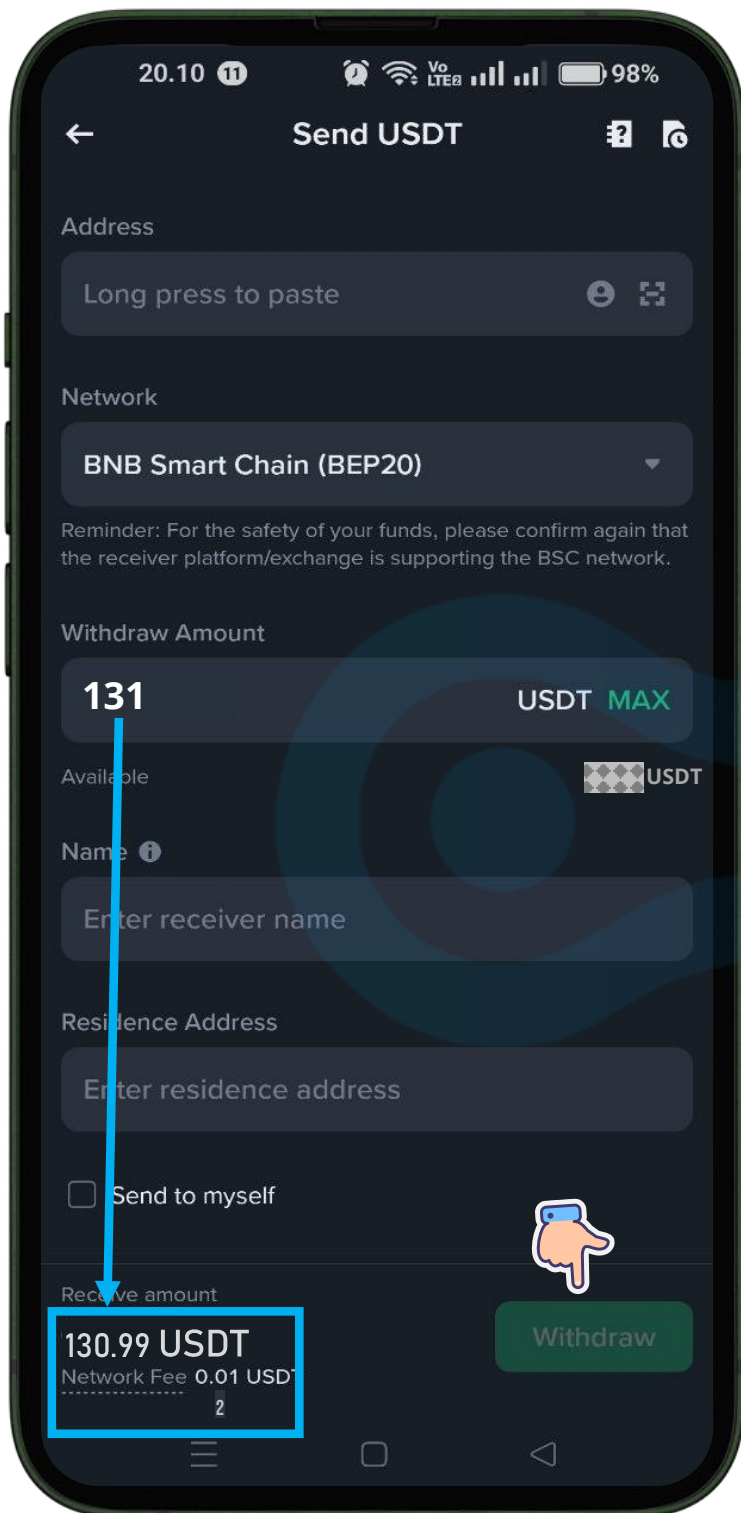 20.10 11 Vo LTE2 98%
Send USDT
Address
Long press to paste
Network
BNB Smart Chain (BEP20)
Reminder: For the safety of your funds, please confirm again that
the receiver platform/exchange is supporting the BSC network.
Withdraw Amount
131 USDT MAX
Available USDT
Name
Enter receiver name
Residence Address
Enter residence address
Send to myself
Receive amount
130.99 USDT
Withdraw
Network Fee 0.01 USDT
2